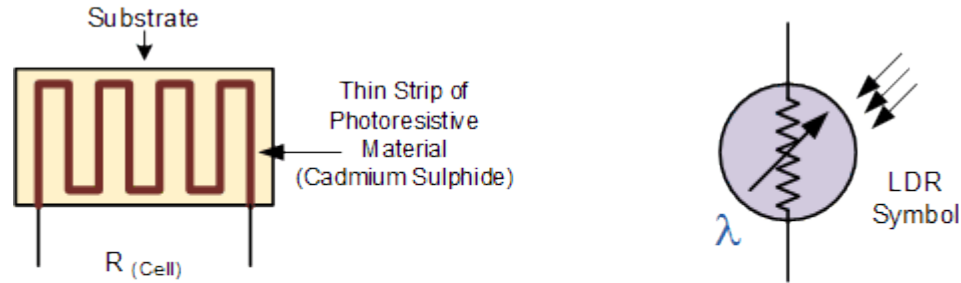 Substrate
Thin Strip of
Photoresistive
Material
(Cadmium Sulphide)
R (Cell)
λ
LDR
Symbol